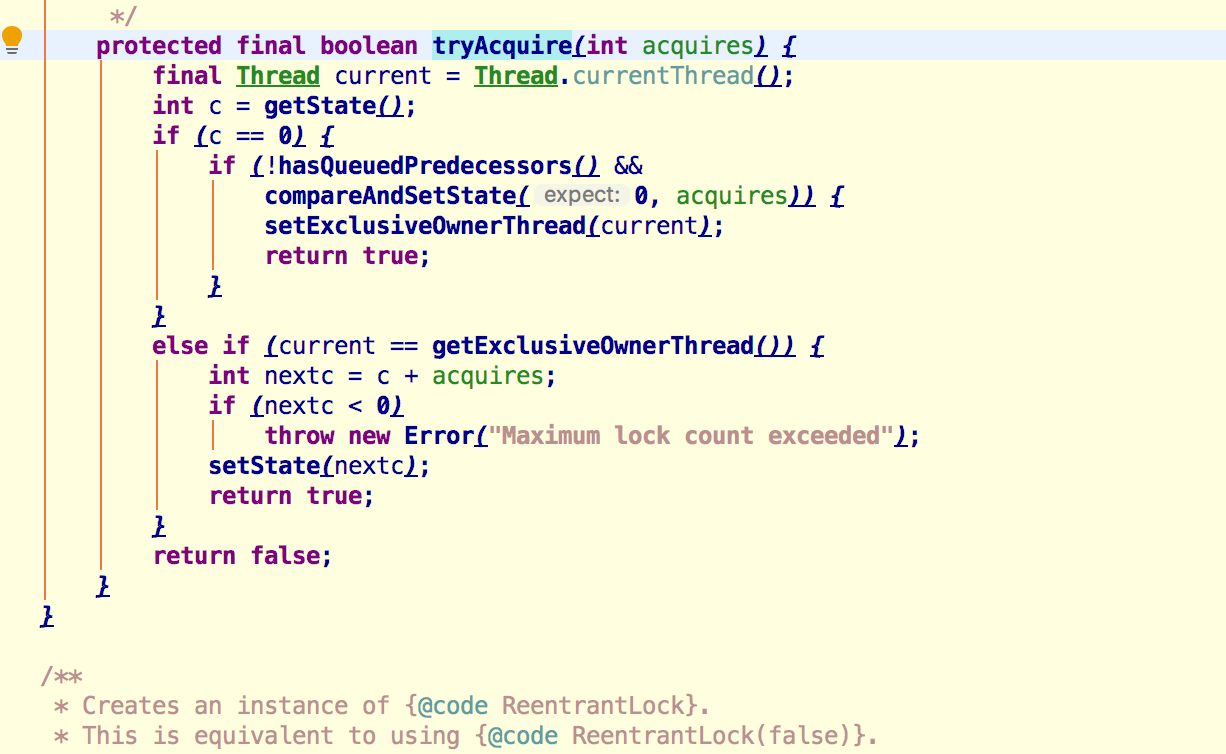 */
protected final boolean tryAcquire(int acquires) {
final Thread current = Thread.currentThread();
int c = getState();
if (c == 0) {
if (!hasQueuedPredecessors() &&
compareAndSetState( expect: 0, acquires)) {
setExclusiveOwnerThread(current);
return true;
}
}
else if (current == getExclusiveOwnerThread()) {
int nextc = c + acquires;
if (nextc < 0)
throw new Error("Maximum lock count exceeded");
setState(nextc);
return true;
}
return false;
}
}
/**
* Creates an instance of {@code ReentrantLock}.
* This is equivalent to using {@code ReentrantLock(false)}.